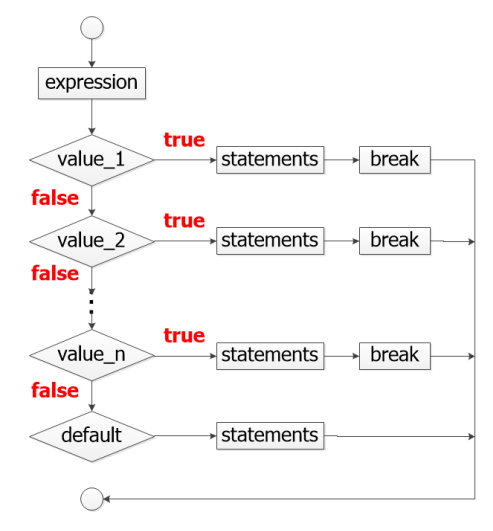 expression
true
value_1 statements break
false
true
value_2 statements break
false
true
value_n statements break
false
default statements